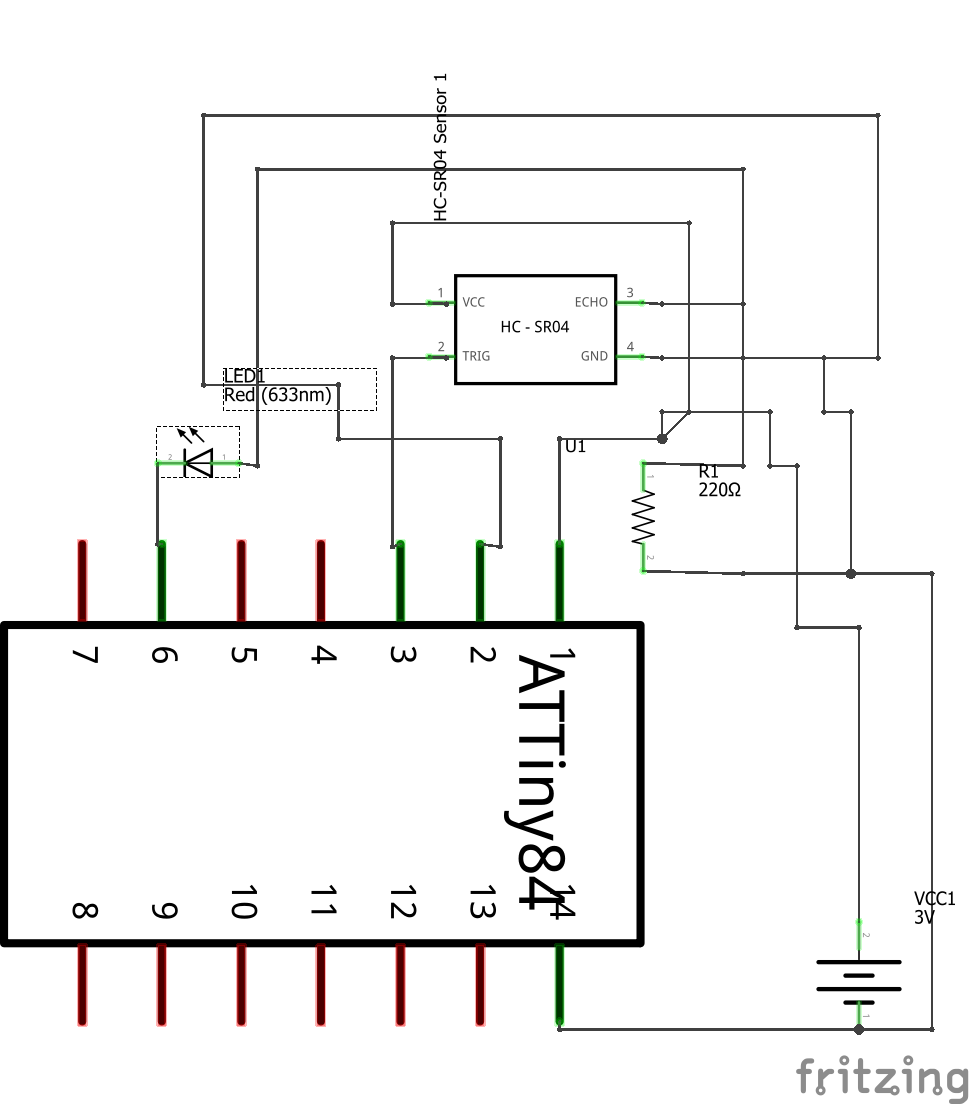 HC-SR04 Sensor 1
1
VCC
ECHO
3
HC - SR04
2
TRIG
GND
4
LED1
Red (633nm)
2
1
U1
R1
220Ω
1
2
7
6
5
4
3
2
1
ATTiny84
8
9
10
11
12
13
14
VCC1
3V
2
1
fritzing